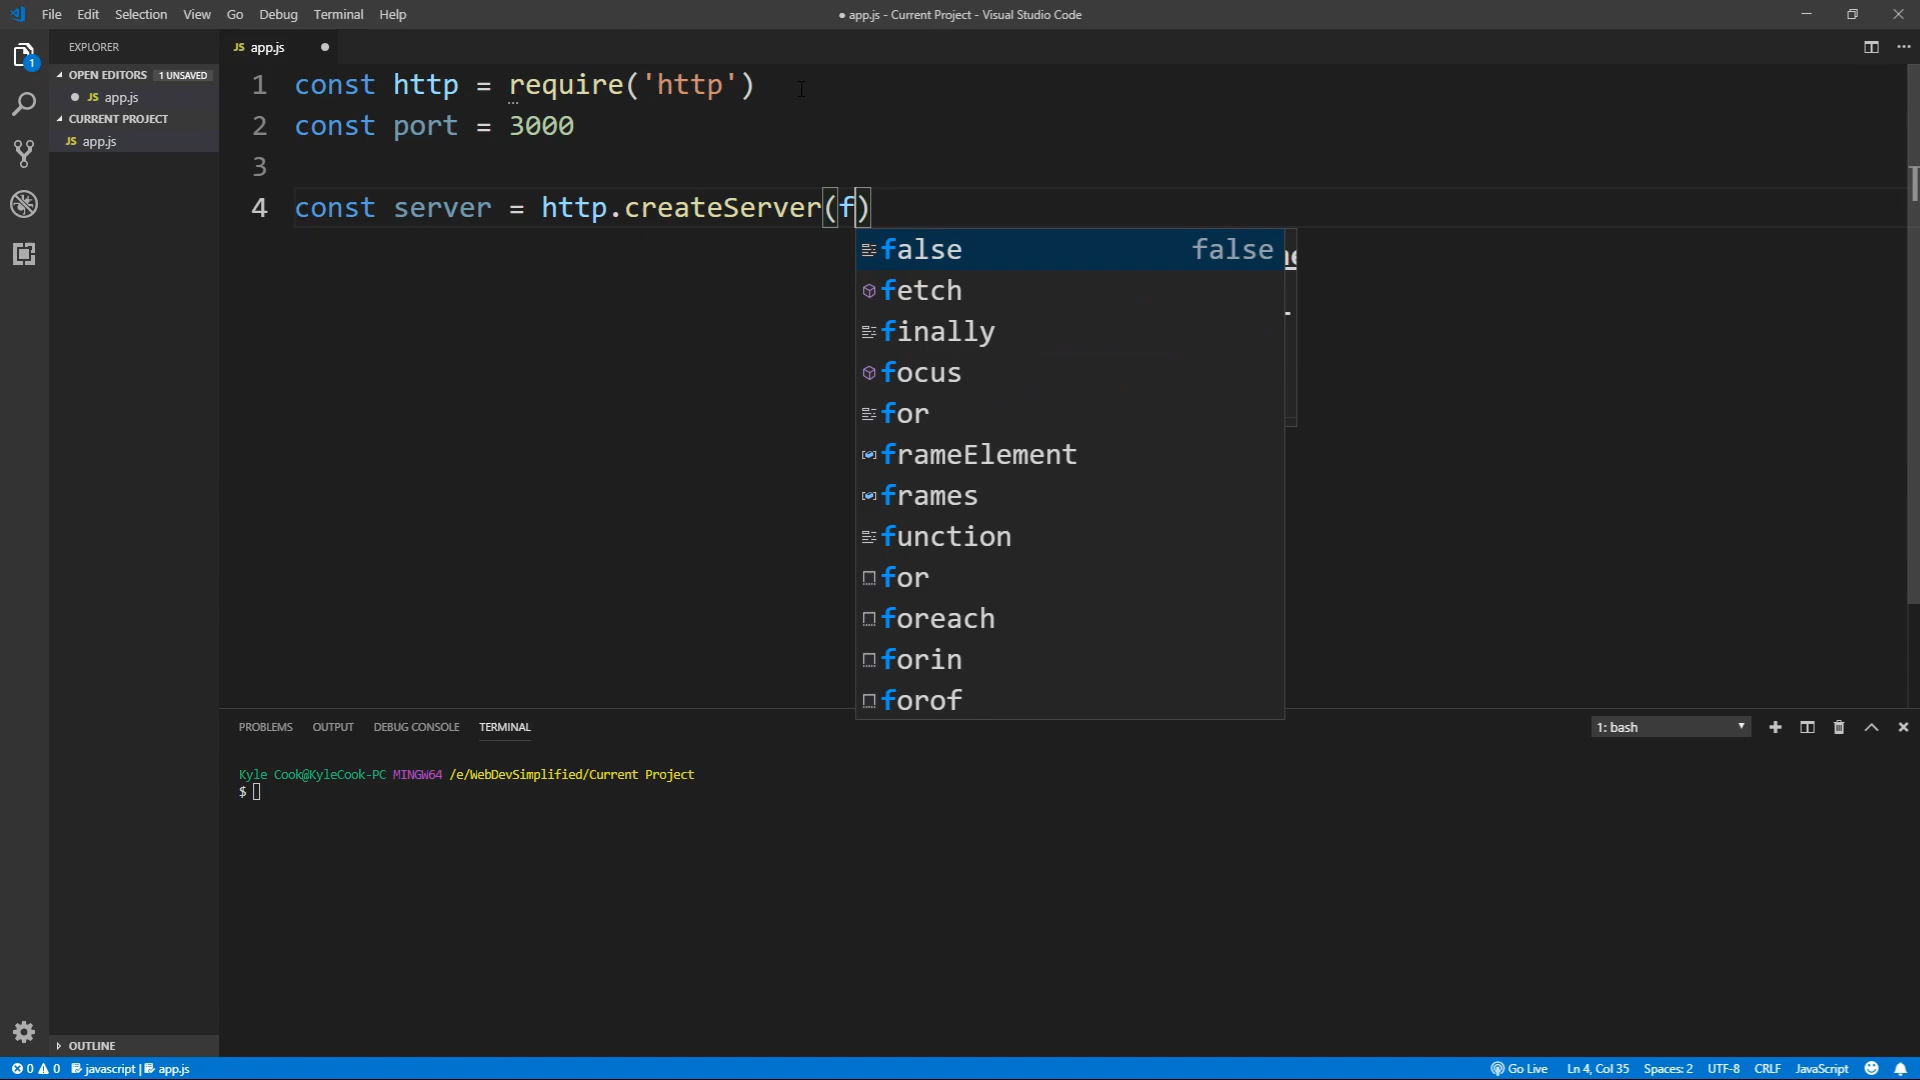 File Edit Selection View Go Debug Terminal Help
● app.js - Current Project - Visual Studio Code
EXPLORER
OPEN EDITORS 1 UNSAVED
JS app.js
CURRENT PROJECT
JS app.js
OUTLINE
JS app.js
1 const http = require('http')
2 const port = 3000
3
4 const server = http.createServer(f)
false false
fetch
finally
focus
for
frameElement
frames
function
for
foreach
forin
forof
PROBLEMS OUTPUT DEBUG CONSOLE TERMINAL
1: bash
Kyle Cook@KyleCook-PC MINGW64 /e/WebDevSimplified/Current Project
$
1
0 0 javascript | app.js
Go Live Ln 4, Col 35 Spaces: 2 UTF-8 CRLF JavaScript